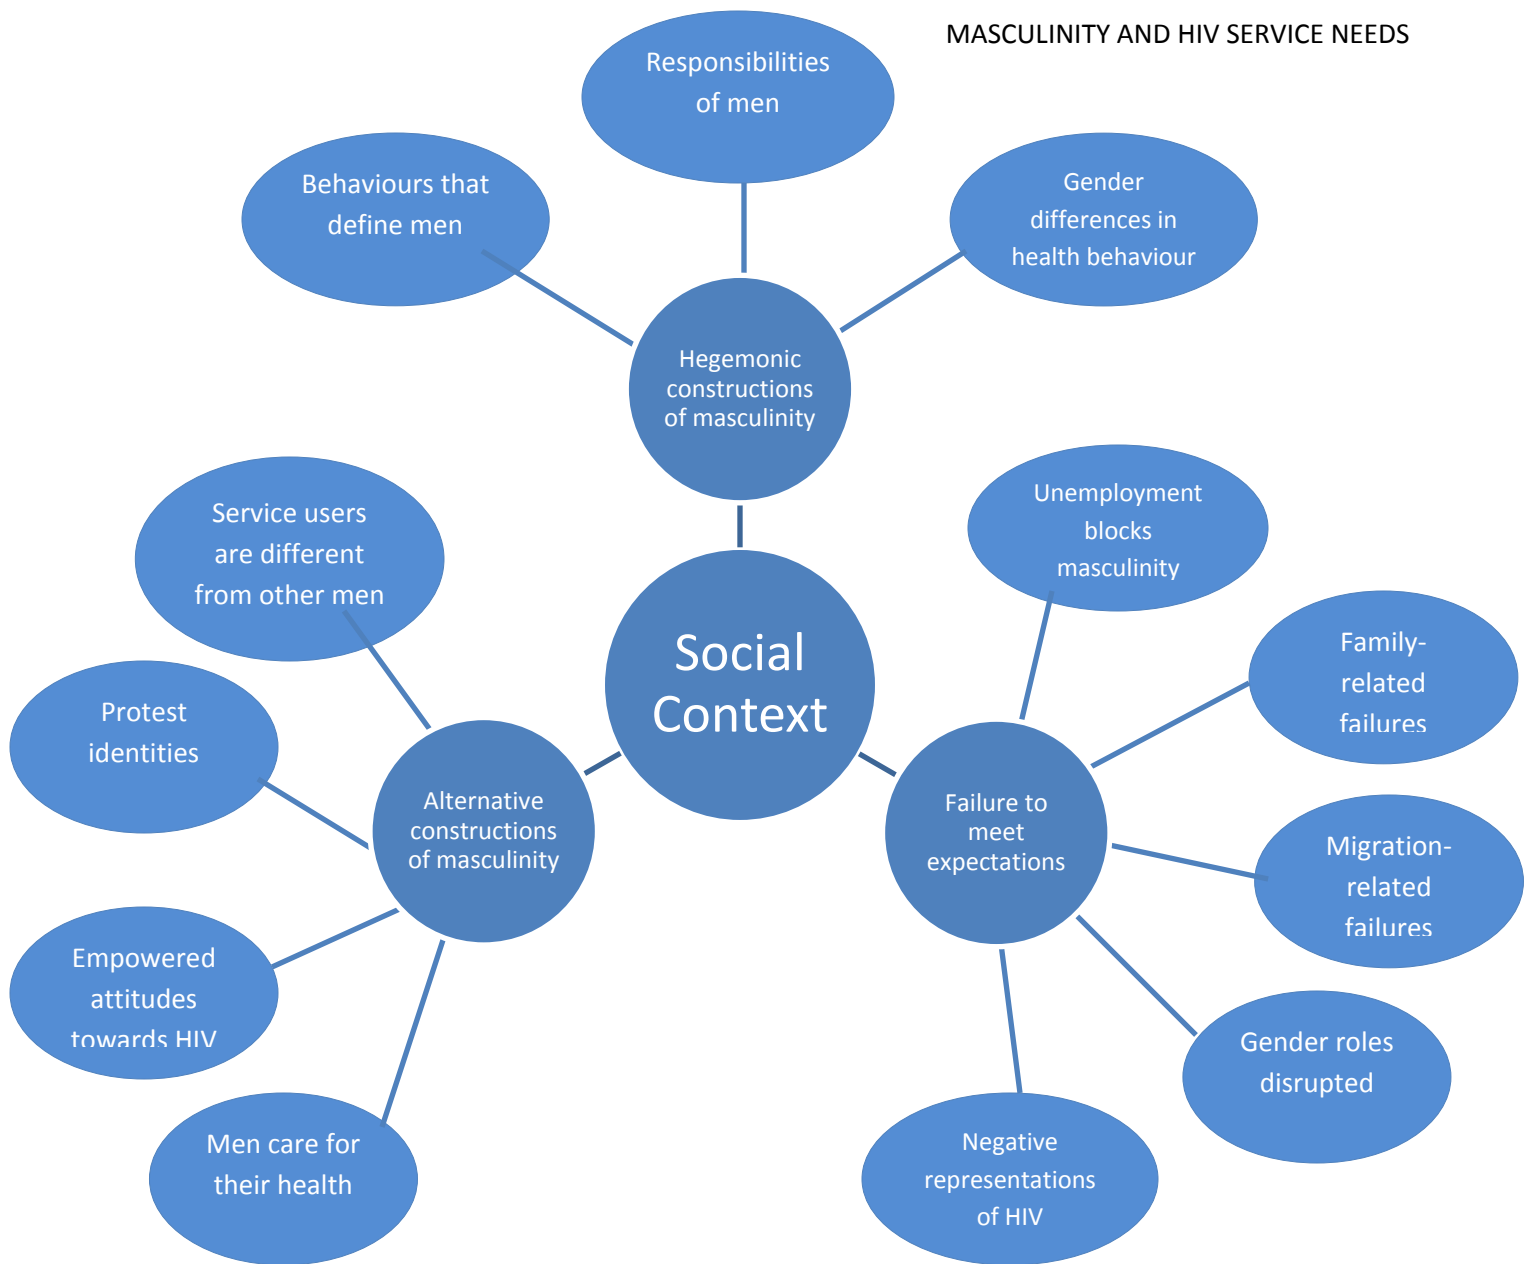 MASCULINITY AND HIV SERVICE NEEDS
Responsibilities
of men
Behaviours that
define men
Gender
differences in
health behaviour
Hegemonic
constructions
of masculinity
Service users
are different
from other men
Unemployment
blocks
masculinity
Social
Context
Family-
related
failures
Protest
identities
Alternative
constructions
of masculinity
Failure to
meet
expectations
Migration-
related
failures
Empowered
attitudes
towards HIV
Gender roles
disrupted
Men care for
their health
Negative
representations
of HIV